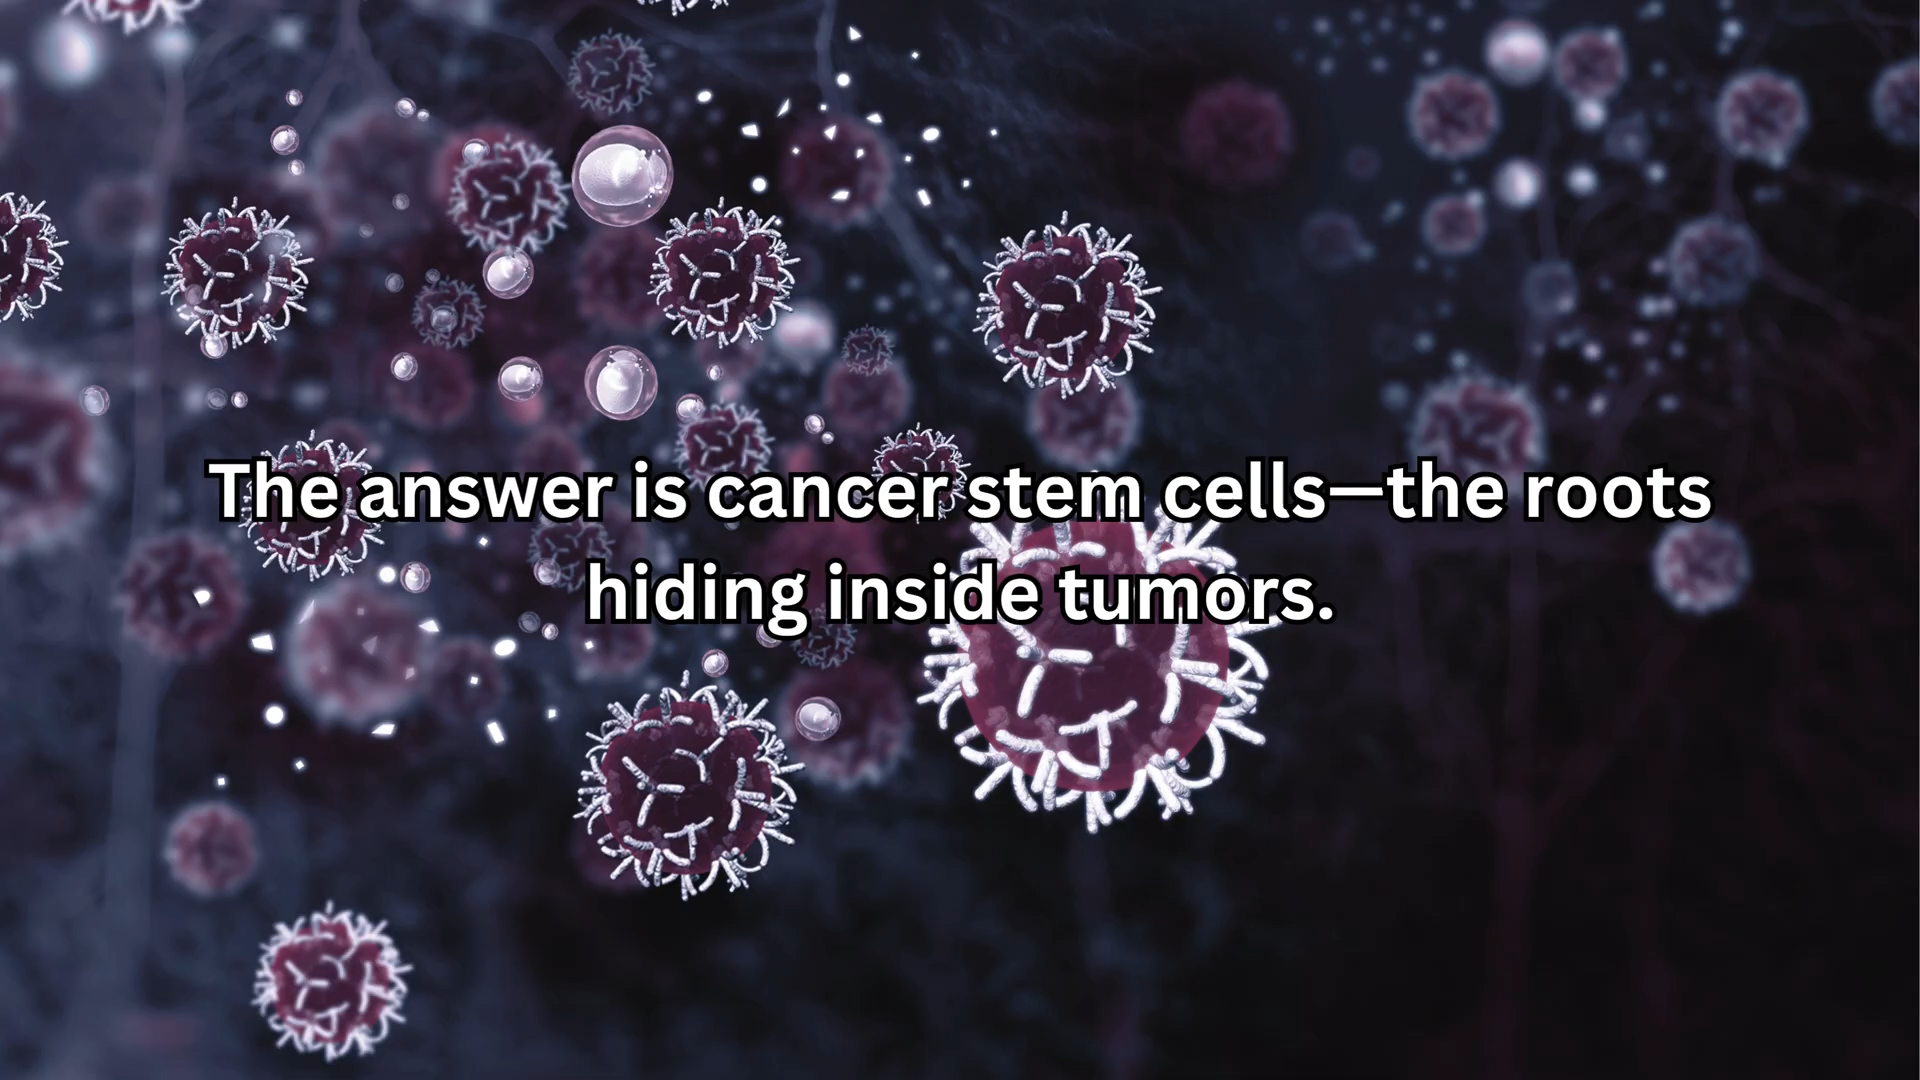 The answer is cancer stem cells—the roots
hiding inside tumors.